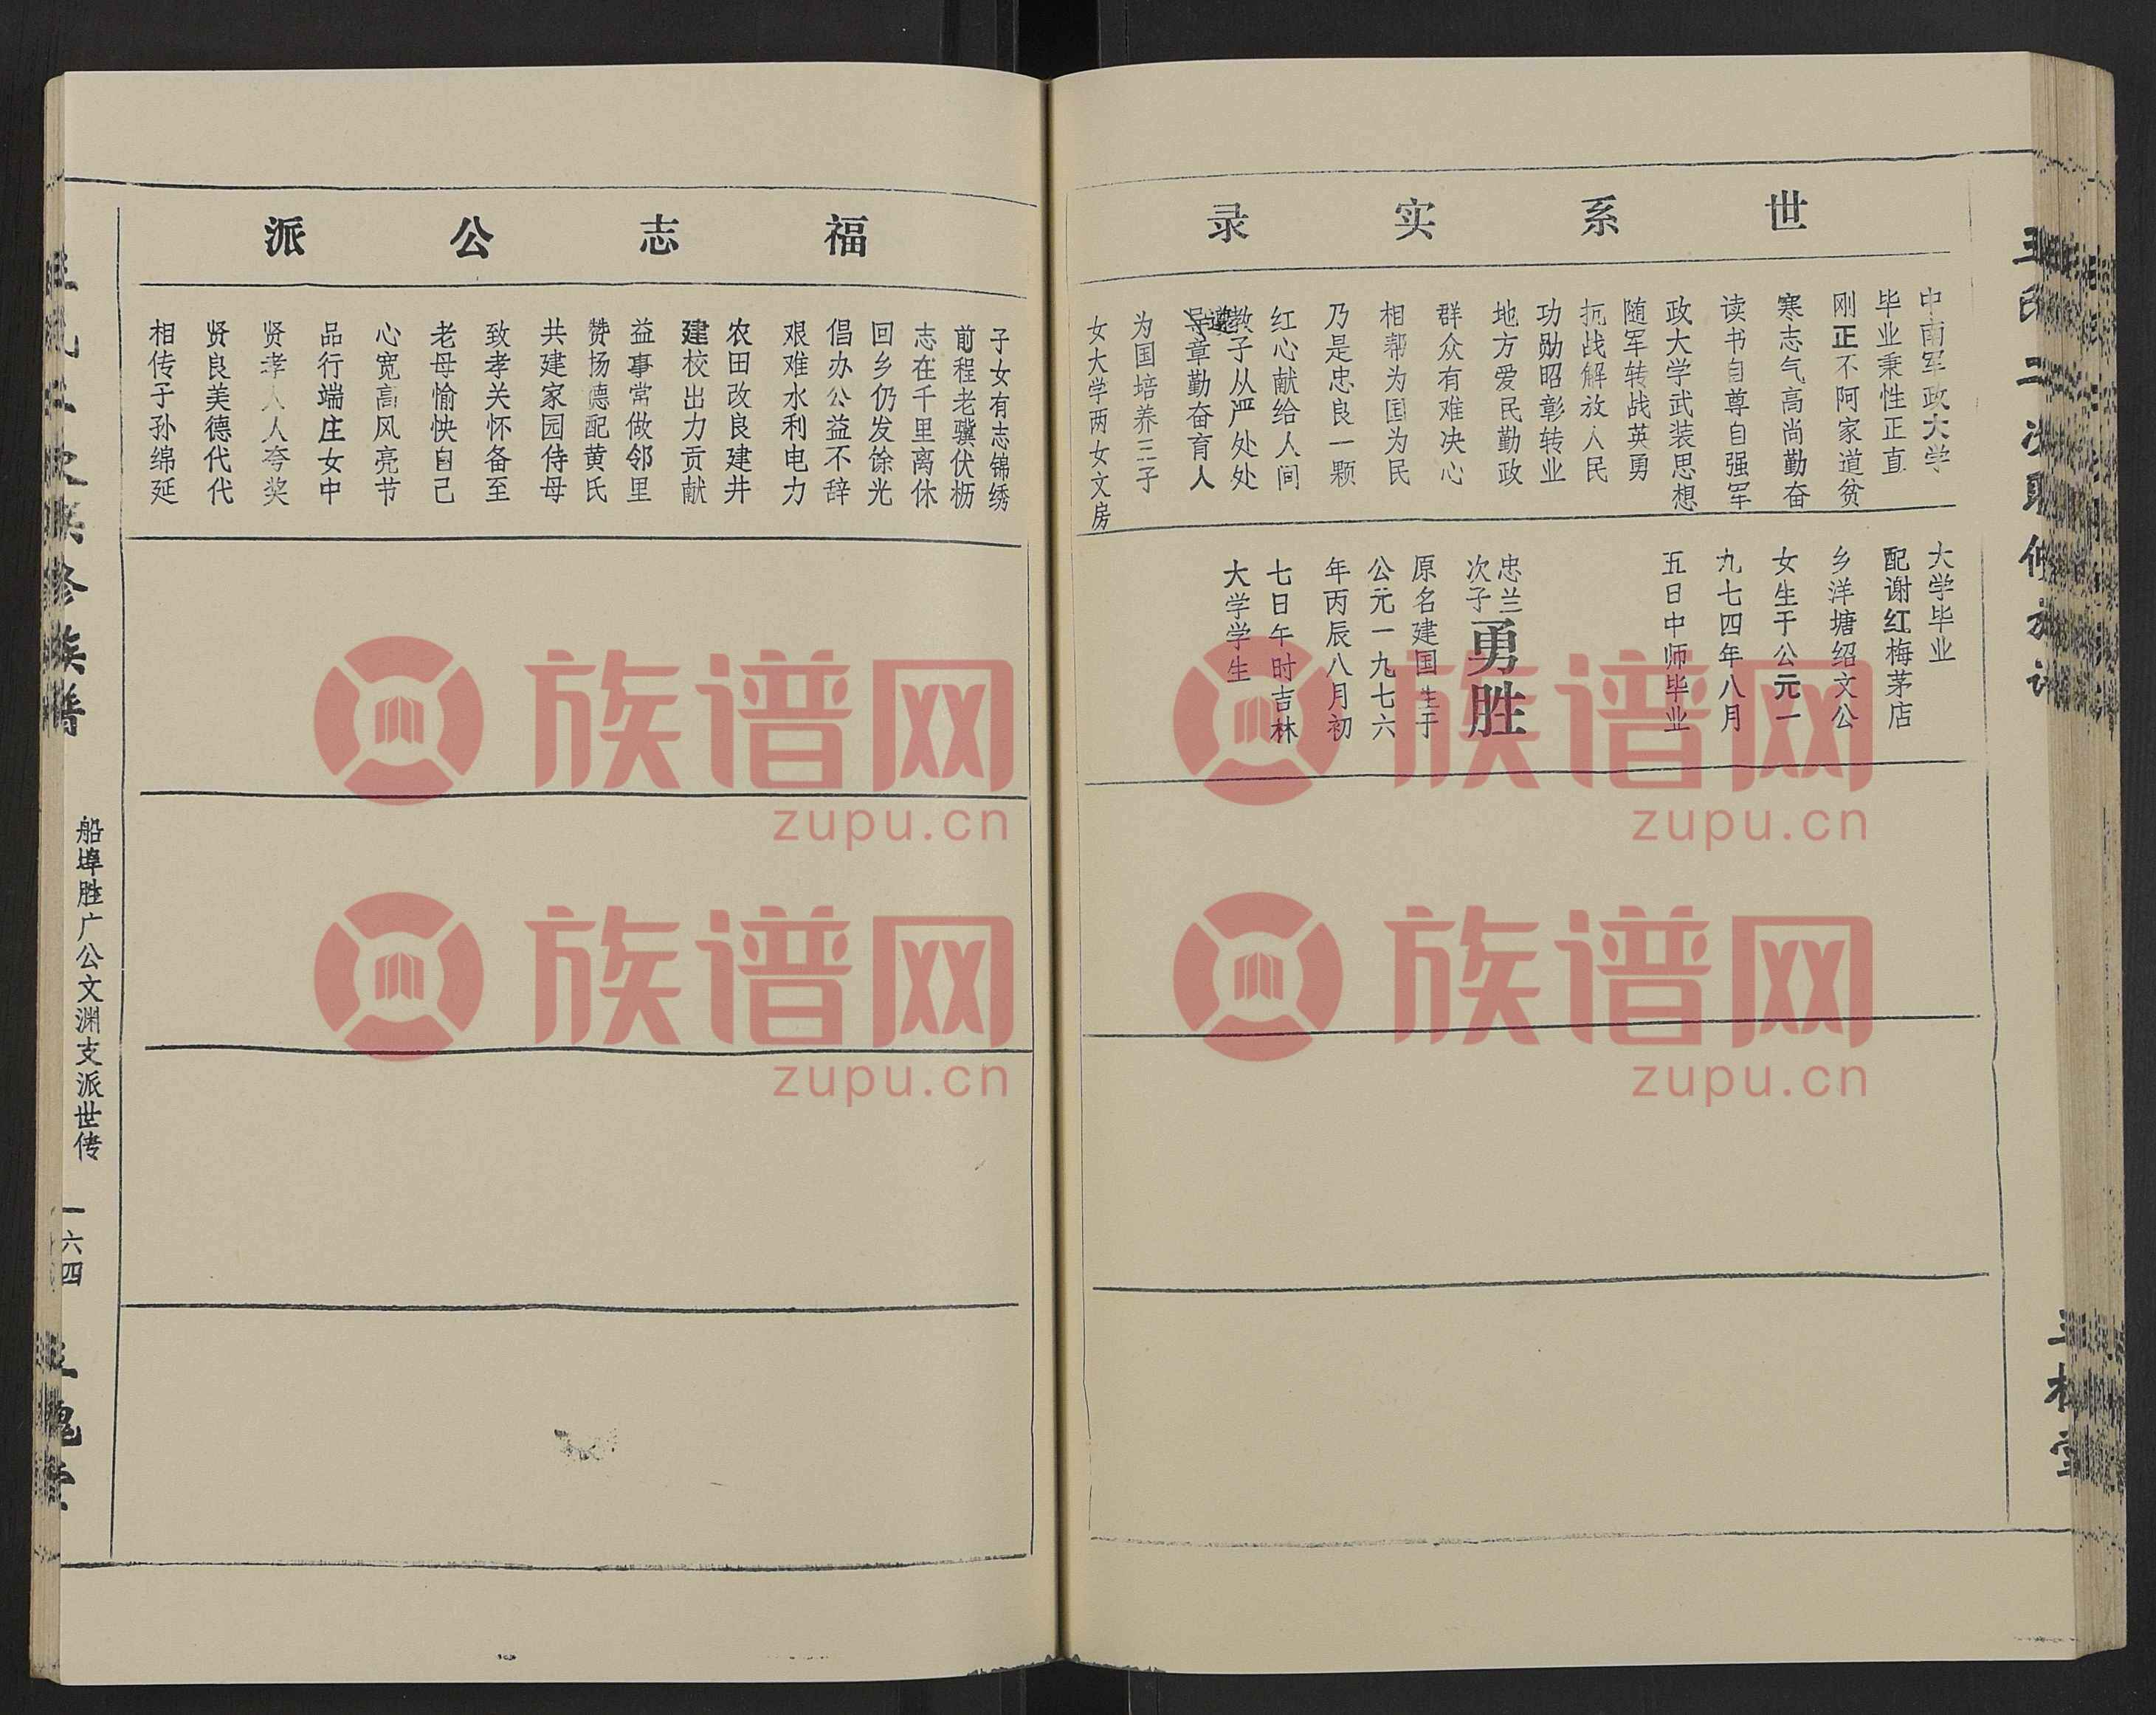 世系实录
中南军政大学
毕业秉性正直
刚正不阿家道贫
寒志气高尚勤奋
读书自尊自强军
政大学武装思想
随军转战英勇
抗战解放人民
功勋昭彰转业
地方爱民勤政
群众有难决心
相帮为国为民
乃是忠良一颗
红心献给人间
教子从严处处
遵
导章勤奋育人
为国培养三子
女大学两女文房
大学毕业
配谢红梅茅店
乡洋塘绍文公
女生于公元一
九七四年八月
五日中师毕业
忠兰
次子
勇胜
原名建国生于
公元一九七六
年丙辰八月初
七日午时吉林
大学学生
福志公派
子女有志锦绣
前程老骥伏枥
志在千里离休
回乡仍发馀光
倡办公益不辞
艰难水利电力
农田改良建井
建校出力贡献
益事常做邻里
赞扬德配黄氏
共建家园侍母
致孝关怀备至
老母愉快自己
心宽高风亮节
品行端庄女中
贤孝人人夸奖
贤良美德代代
相传子孙绵延
船埠胜广公文渊支派世传
一六四
族谱网
zupu.cn
族谱网
zupu.cn
族谱网
zupu.cn
族谱网
zupu.cn